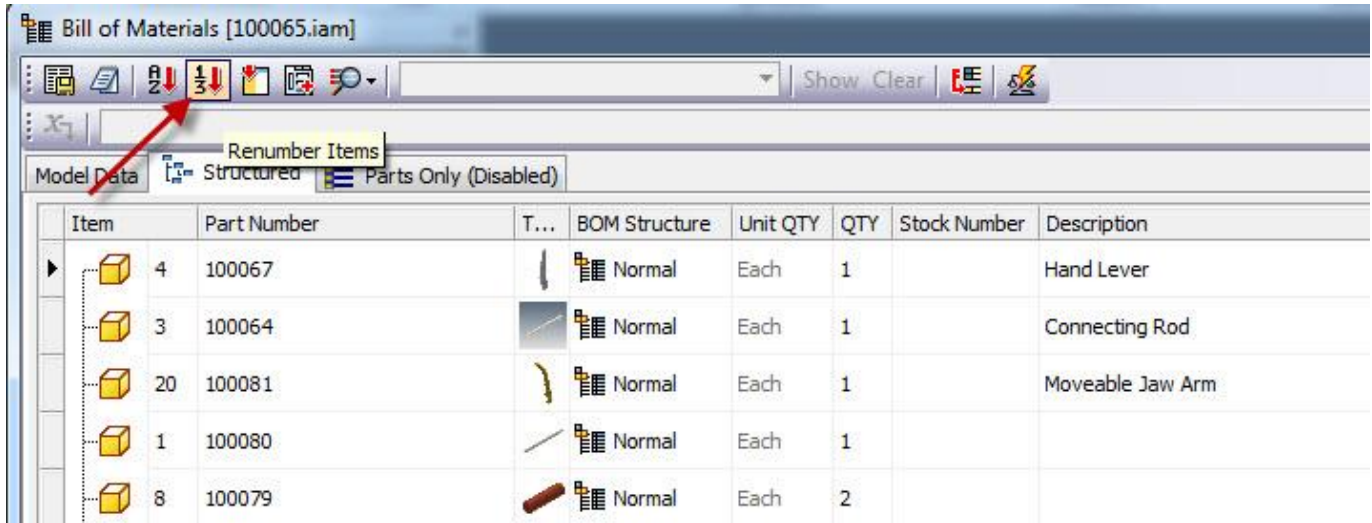 Bill of Materials [100065.iam]
Show Clear
Renumber Items
Model Data Structured Parts Only (Disabled)
Item Part Number T... BOM Structure Unit QTY QTY Stock Number Description
4 100067 Normal Each 1 Hand Lever
3 100064 Normal Each 1 Connecting Rod
20 100081 Normal Each 1 Moveable Jaw Arm
1 100080 Normal Each 1
8 100079 Normal Each 2